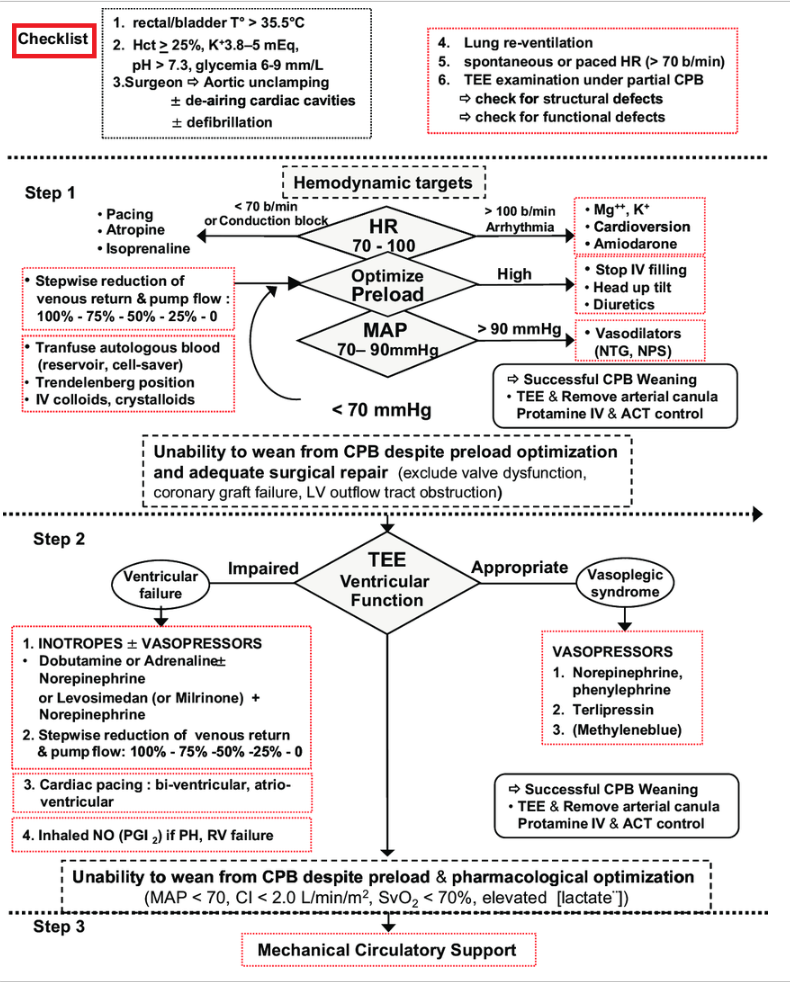 Checklist
1. rectal/bladder T° > 35.5°C
2. Hct ≥ 25%, K⁺3.8–5 mEq,
pH > 7.3, glycemia 6-9 mm/L
3.Surgeon ⇨ Aortic unclamping
± de-airing cardiac cavities
± defibrillation
4. Lung re-ventilation
5. spontaneous or paced HR (> 70 b/min)
6. TEE examination under partial CPB
⇨ check for structural defects
⇨ check for functional defects
Step 1
Hemodynamic targets
• Pacing
• Atropine
• Isoprenaline
< 70 b/min
or Conduction block
HR
70 - 100
> 100 b/min
Arrhythmia
• Mg⁺⁺, K⁺
• Cardioversion
• Amiodarone
• Stepwise reduction of
venous return & pump flow :
100% - 75% - 50% - 25% - 0
Optimize
Preload
High
• Stop IV filling
• Head up tilt
• Diuretics
• Tranfuse autologous blood
(reservoir, cell-saver)
• Trendelenberg position
• IV colloids, crystalloids
MAP
70– 90mmHg
> 90 mmHg
• Vasodilators
(NTG, NPS)
< 70 mmHg
⇨ Successful CPB Weaning
• TEE & Remove arterial canula
Protamine IV & ACT control
Unability to wean from CPB despite preload optimization
and adequate surgical repair (exclude valve dysfunction,
coronary graft failure, LV outflow tract obstruction)
Step 2
Ventricular
failure
Impaired
TEE
Ventricular
Function
Appropriate
Vasoplegic
syndrome
1. INOTROPES ± VASOPRESSORS
• Dobutamine or Adrenaline±
Norepinephrine
or Levosimedan (or Milrinone) +
Norepinephrine
2. Stepwise reduction of venous return
& pump flow: 100% - 75% -50% -25% - 0
3. Cardiac pacing : bi-ventricular, atrio-
ventricular
4. Inhaled NO (PGI ₂) if PH, RV failure
VASOPRESSORS
1. Norepinephrine,
phenylephrine
2. Terlipressin
3. (Methyleneblue)
⇨ Successful CPB Weaning
• TEE & Remove arterial canula
Protamine IV & ACT control
Unability to wean from CPB despite preload & pharmacological optimization
(MAP < 70, CI < 2.0 L/min/m², SvO₂ < 70%, elevated [lactate¨])
Step 3
Mechanical Circulatory Support